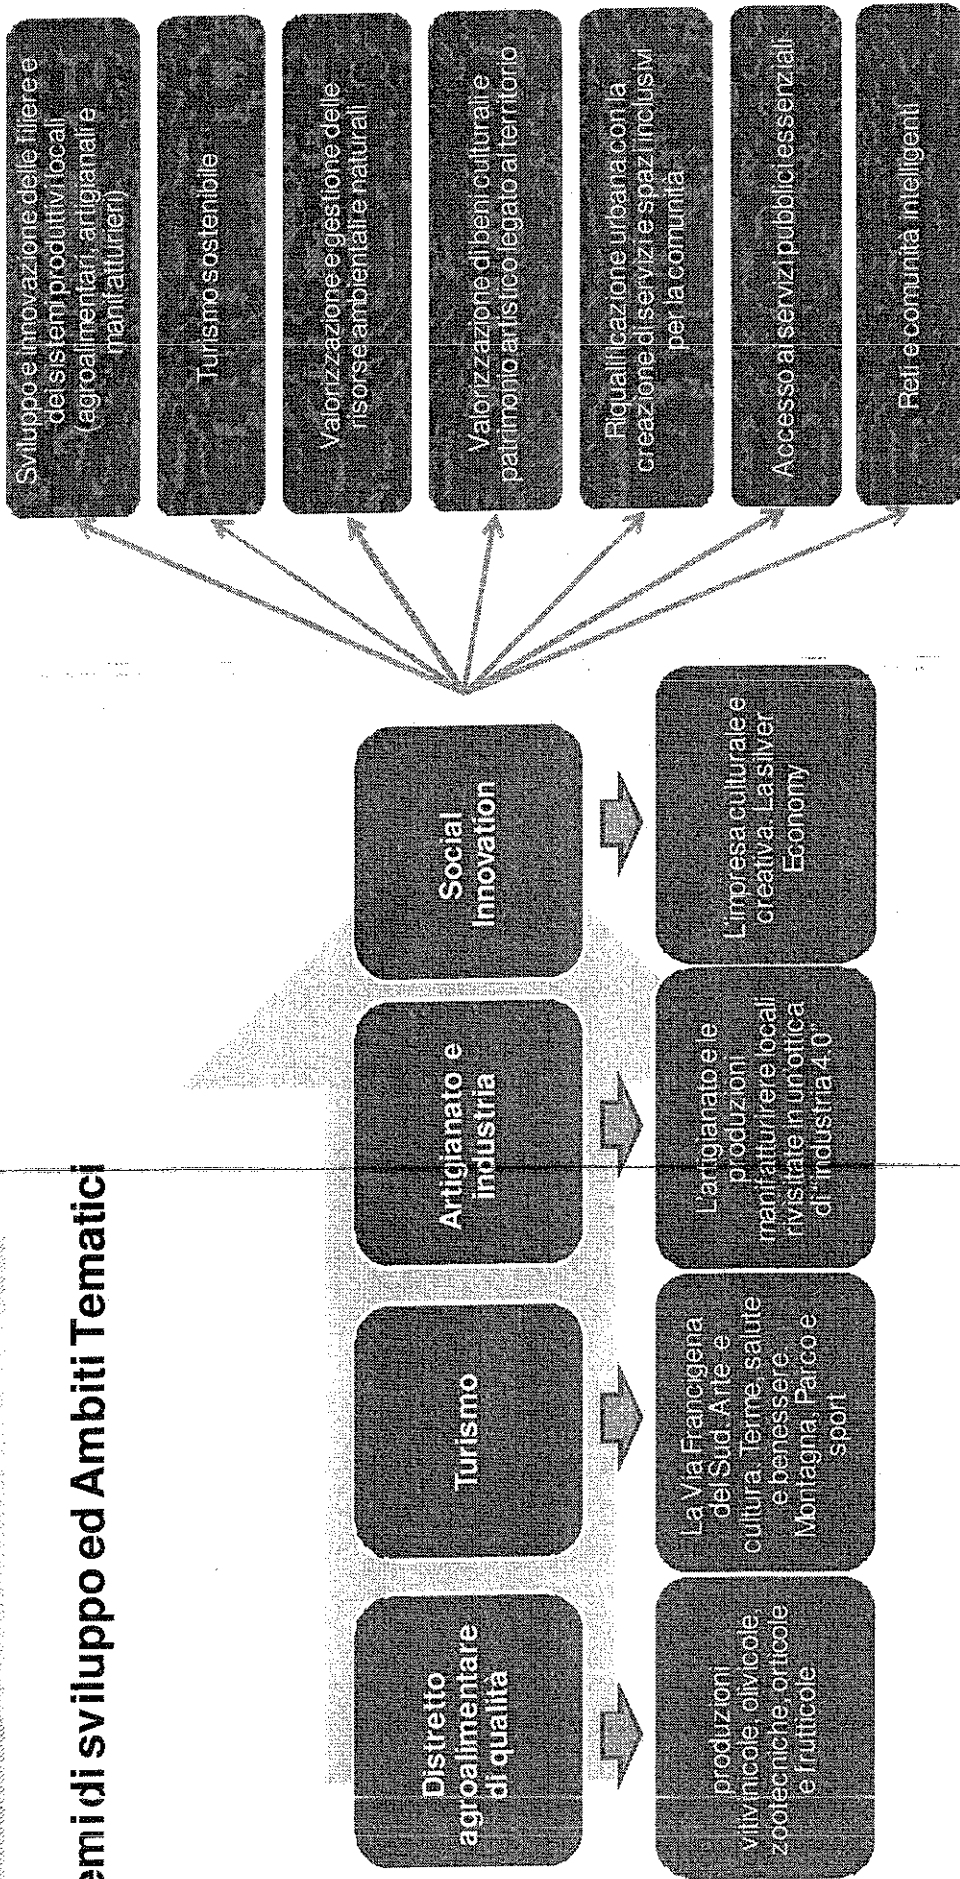 emi di sviluppo ed Ambiti Tematici
Distretto
agroalimentare
di qualità
Turismo
Artigianato e
industria
Social
Innovation
produzioni
vitivincole, olivicole,
zootecniche, orticole
e frutticole
La Via Francigena
del Sud. Arte e
cultura. Terme, salute
e benessere.
Montagna, Parco e
sport
L'artigianato e le
produzioni
manifatturirere locali
rivisitate in un'ottica
di "industria 4.0"
L'impresa culturale e
creativa. La silver
Economy
Sviluppo e innovazione delle filiere e
dei sistemi produttivi locali
(agroalimentari, artigianali e
manifatturieri)
Turismo sostenibile
Valorizzazione e gestione delle
risorse ambientali e naturali
Valorizzazione di beni culturali e
patrimonio artistico legato al territorio
Riqualificazione urbana con la
creazione di servizi e spazi inclusivi
per la comunità
Accesso ai servizi pubblici essenziali
Reti e comunità intelligenti